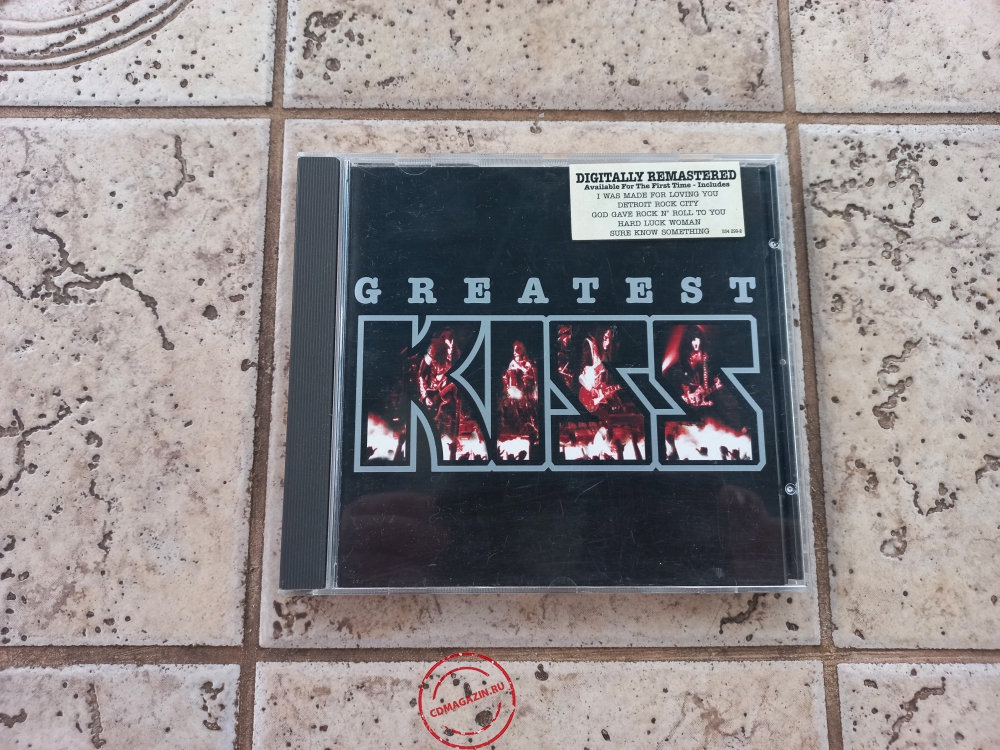 DIGITALLY REMASTERED
Available For The First Time - Includes
I WAS MADE FOR LOVING YOU
DETROIT ROCK CITY
GOD GAVE ROCK N' ROLL TO YOU
HARD LUCK WOMAN
SURE KNOW SOMETHING
GREATEST
KISS
CDMAGAZIN.RU